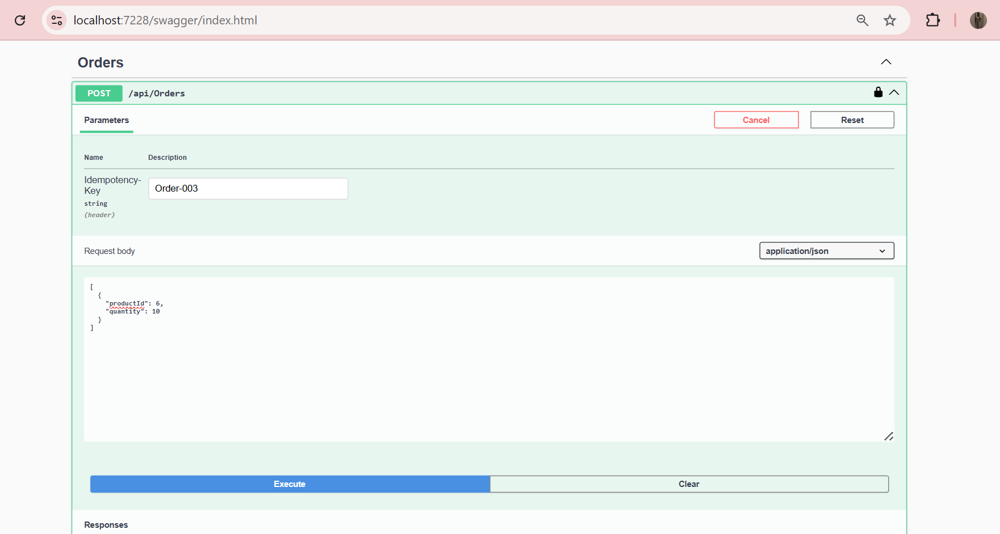 localhost:7228/swagger/index.html
Orders
POST /api/Orders
Parameters
Cancel
Reset
Name Description
Idempotency-
Key
string
(header)
Order-003
Request body
application/json
[
  {
    "productId": 6,
    "quantity": 10
  }
]
Execute
Clear
Responses